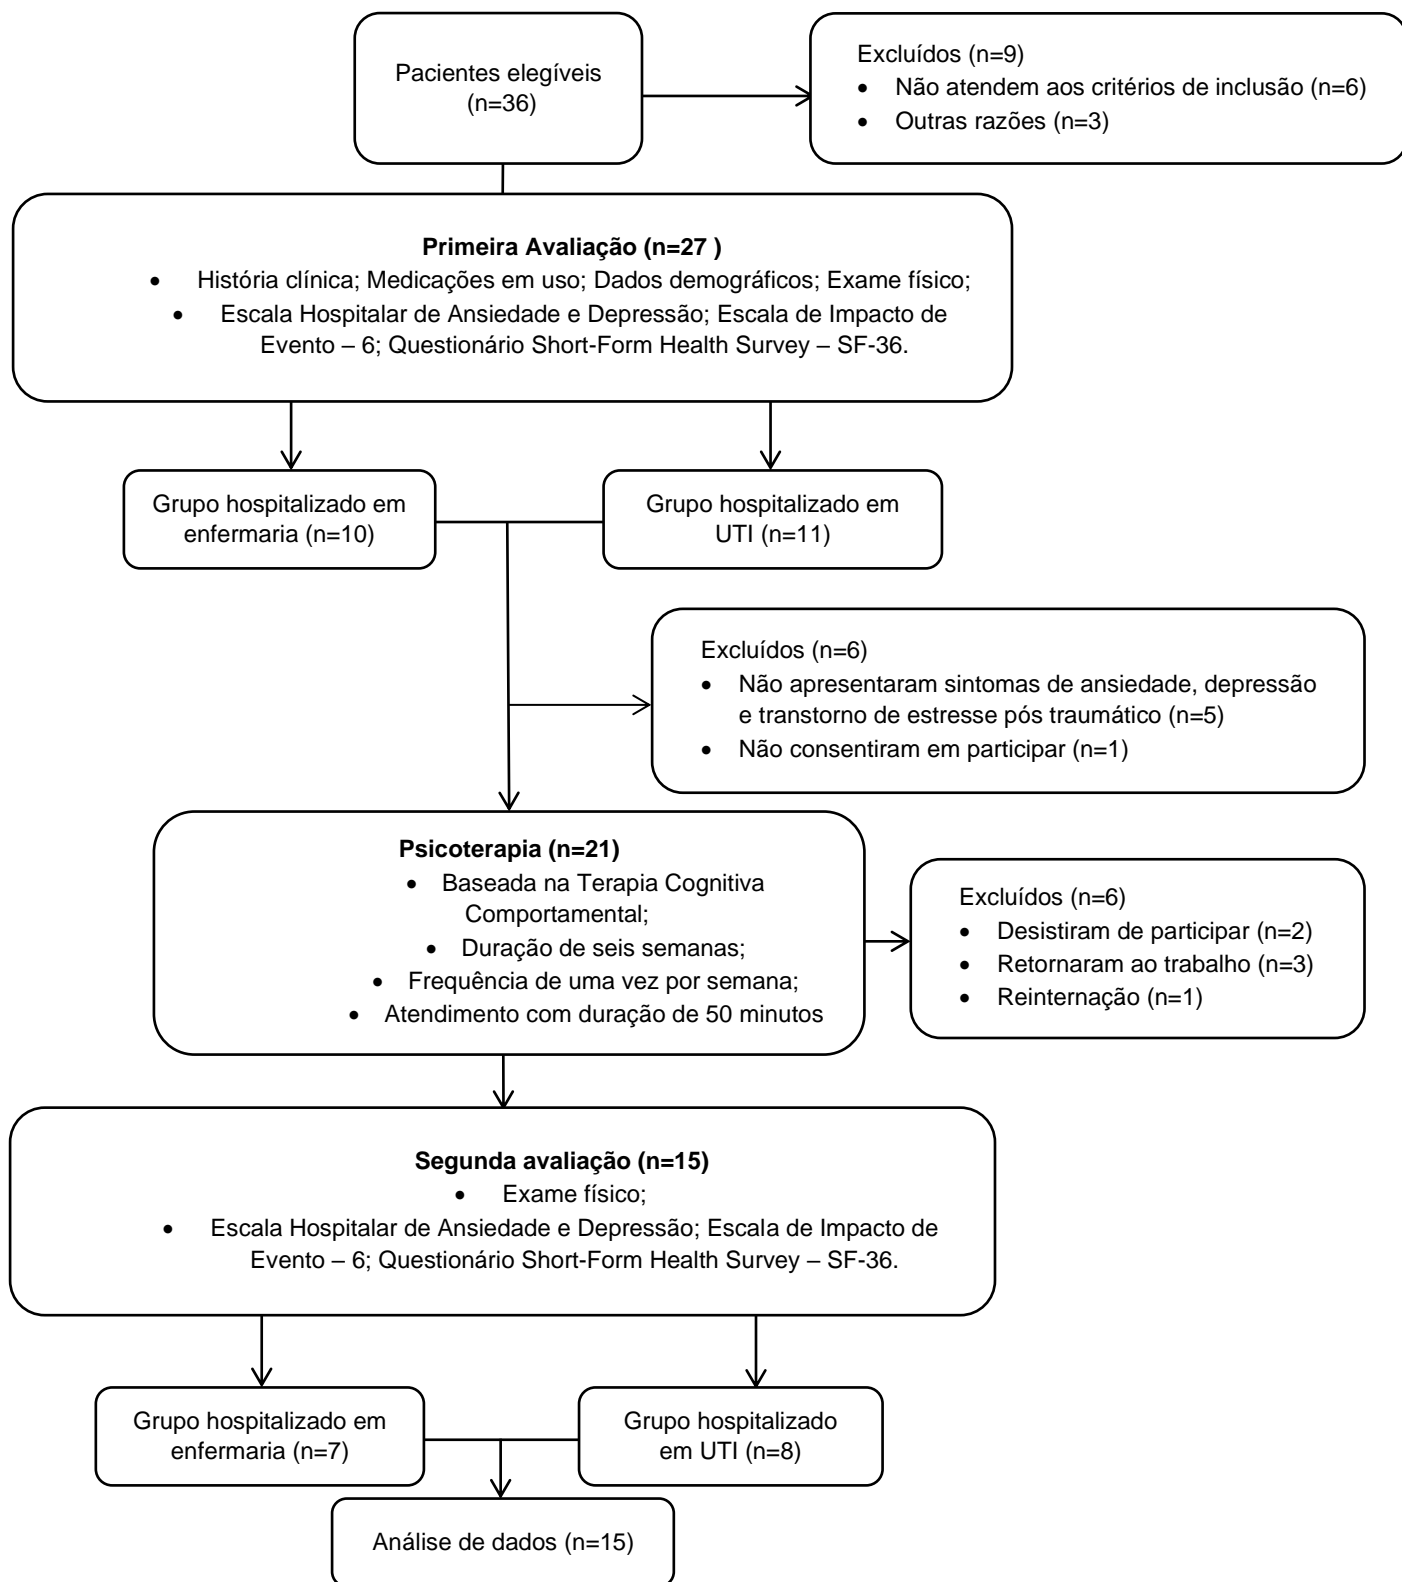 Pacientes elegíveis
(n=36)
Excluídos (n=9)
• Não atendem aos critérios de inclusão (n=6)
• Outras razões (n=3)
Primeira Avaliação (n=27 )
• História clínica; Medicações em uso; Dados demográficos; Exame físico;
• Escala Hospitalar de Ansiedade e Depressão; Escala de Impacto de
Evento – 6; Questionário Short-Form Health Survey – SF-36.
Grupo hospitalizado em
enfermaria (n=10)
Grupo hospitalizado em
UTI (n=11)
Excluídos (n=6)
• Não apresentaram sintomas de ansiedade, depressão
e transtorno de estresse pós traumático (n=5)
• Não consentiram em participar (n=1)
Psicoterapia (n=21)
• Baseada na Terapia Cognitiva
Comportamental;
• Duração de seis semanas;
• Frequência de uma vez por semana;
• Atendimento com duração de 50 minutos
Excluídos (n=6)
• Desistiram de participar (n=2)
• Retornaram ao trabalho (n=3)
• Reinternação (n=1)
Segunda avaliação (n=15)
• Exame físico;
• Escala Hospitalar de Ansiedade e Depressão; Escala de Impacto de
Evento – 6; Questionário Short-Form Health Survey – SF-36.
Grupo hospitalizado em
enfermaria (n=7)
Grupo hospitalizado
em UTI (n=8)
Análise de dados (n=15)